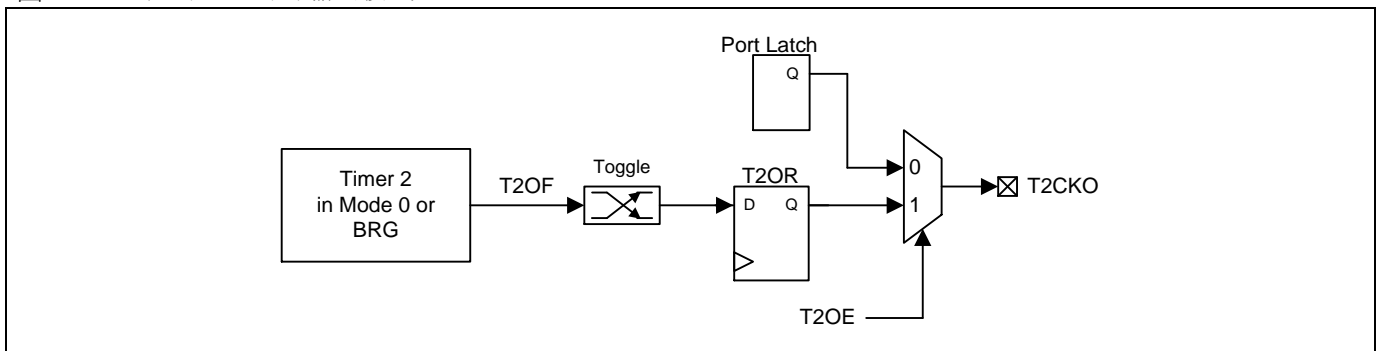 Port Latch
Q
Timer 2
in Mode 0 or
BRG
T2OF
Toggle
T2OR
D
Q
0
1
T2CKO
T2OE